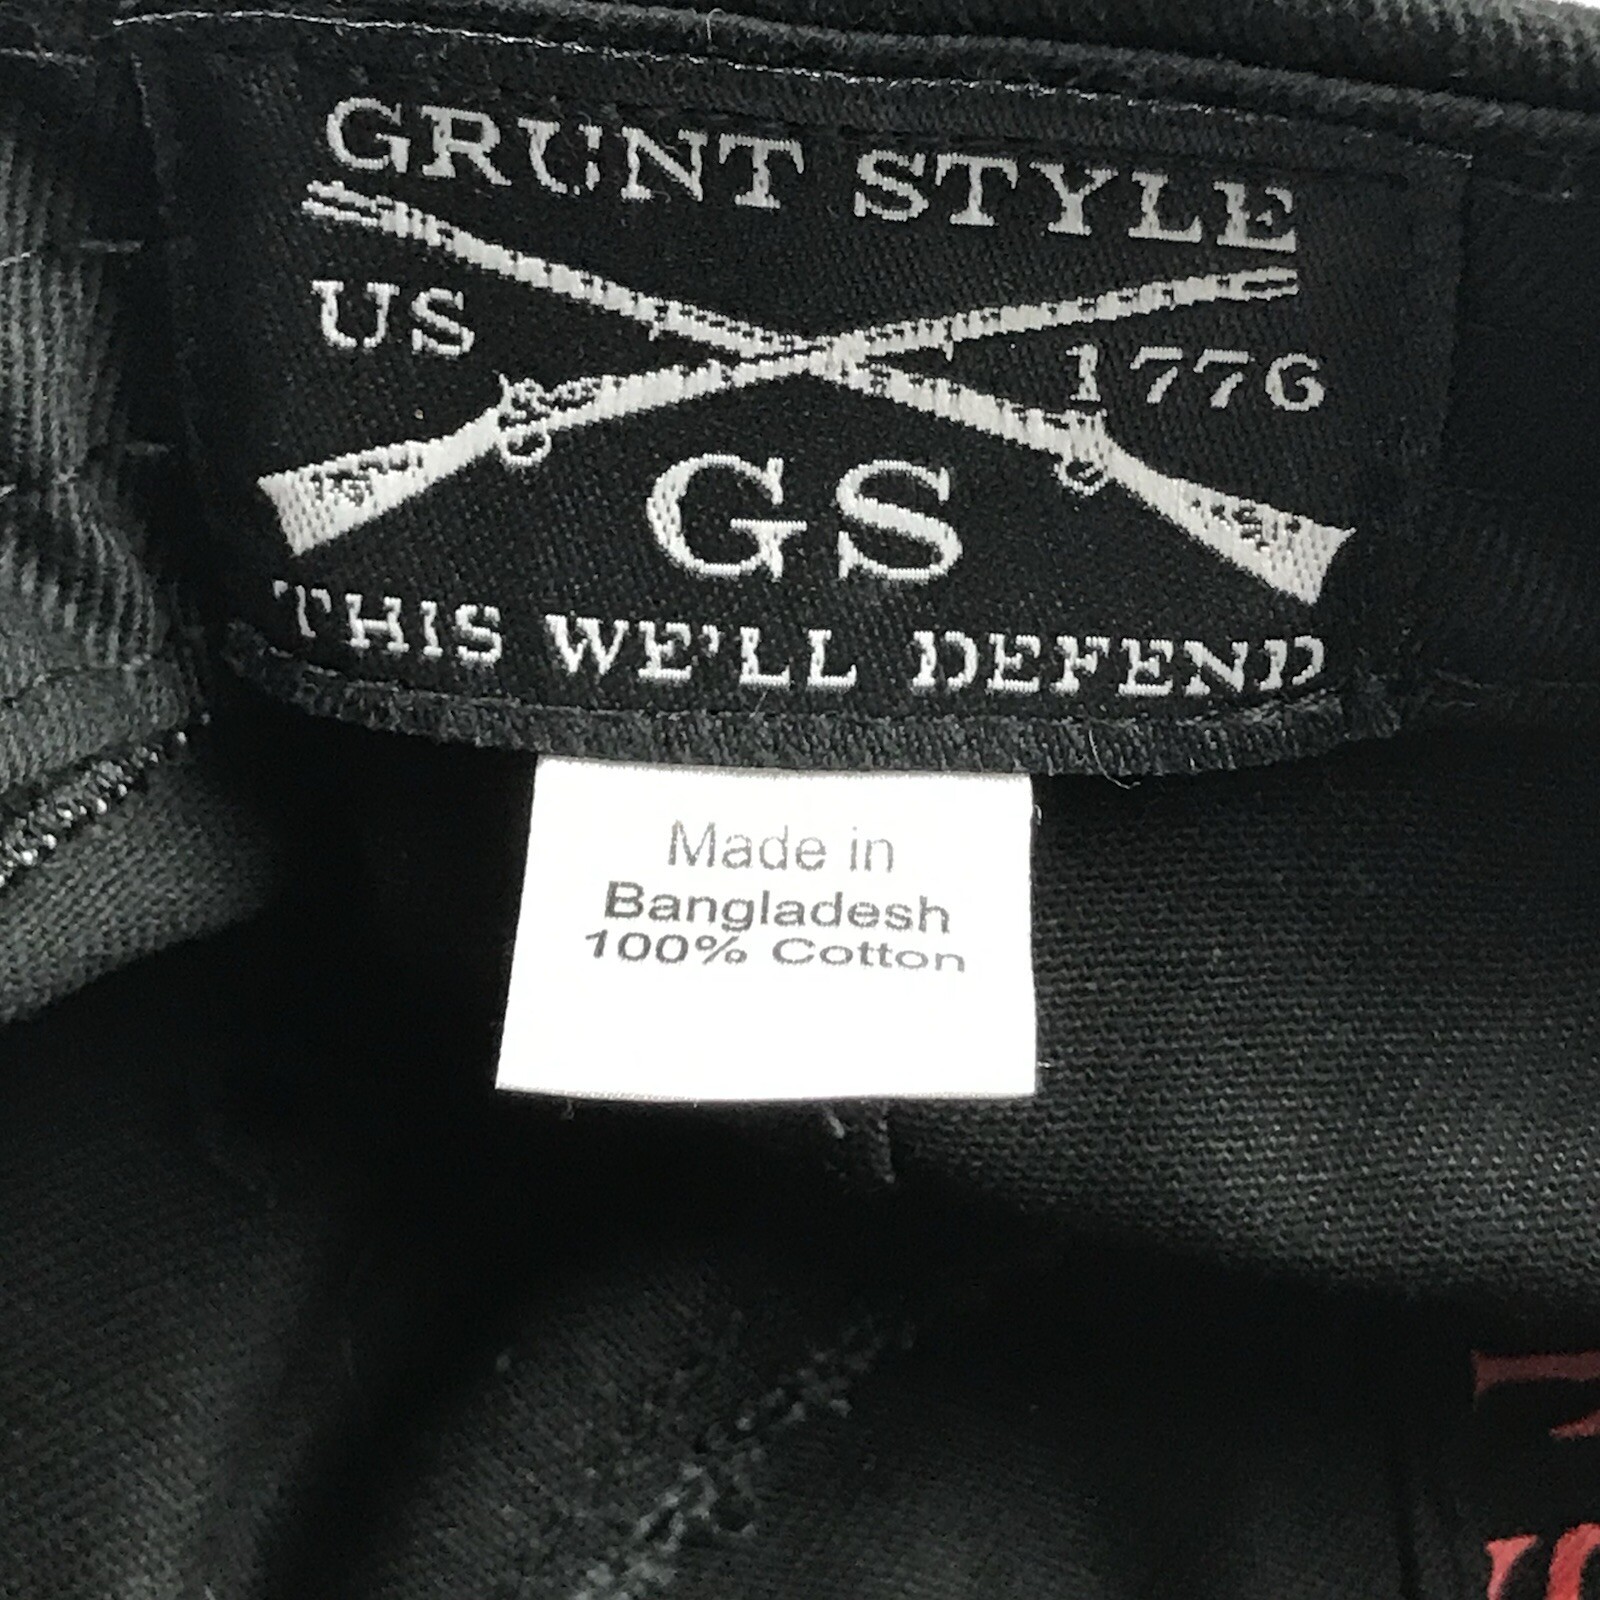 GRUNT STYLE
US
1776
GS
THIS WE'LL DEFEND
Made in
Bangladesh
100% Cotton